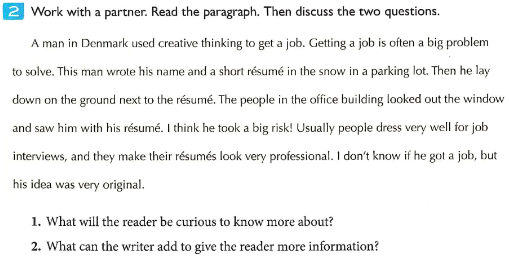 2 Work with a partner. Read the paragraph. Then discuss the two questions.
A man in Denmark used creative thinking to get a job. Getting a job is often a big problem
to solve. This man wrote his name and a short résumé in the snow in a parking lot. Then he lay
down on the ground next to the résumé. The people in the office building looked out the window
and saw him with his résumé. I think he took a big risk! Usually people dress very well for job
interviews, and they make their résumés look very professional. I don't know if he got a job, but
his idea was very original.
1. What will the reader be curious to know more about?
2. What can the writer add to give the reader more information?